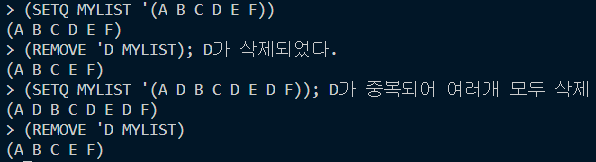 > (SETQ MYLIST '(A B C D E F))
(A B C D E F)
> (REMOVE 'D MYLIST); D가 삭제되었다.
(A B C E F)
> (SETQ MYLIST '(A D B C D E D F)); D가 중복되어 여러개 모두 삭제
(A D B C D E D F)
> (REMOVE 'D MYLIST)
(A B C E F)